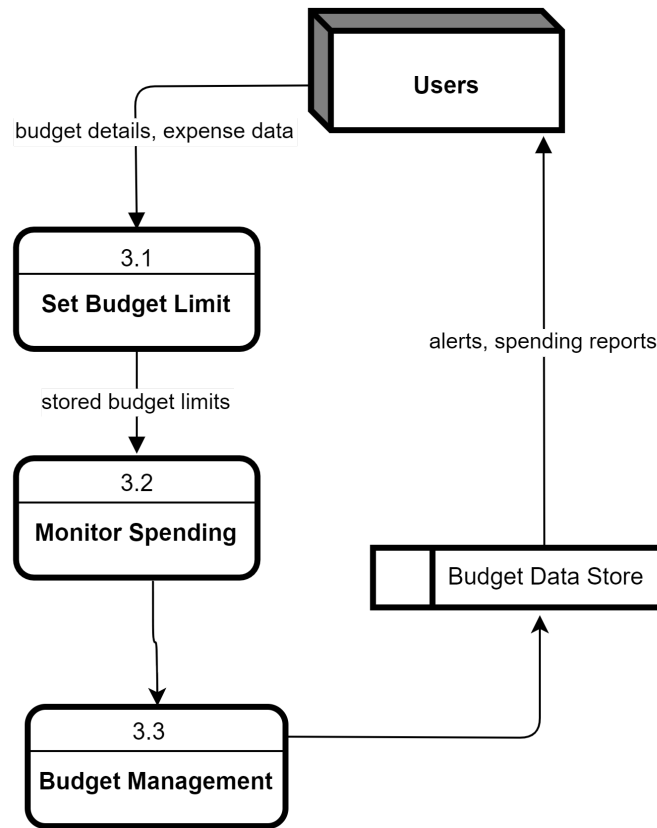 Users
budget details, expense data
3.1
Set Budget Limit
alerts, spending reports
stored budget limits
3.2
Monitor Spending
Budget Data Store
3.3
Budget Management